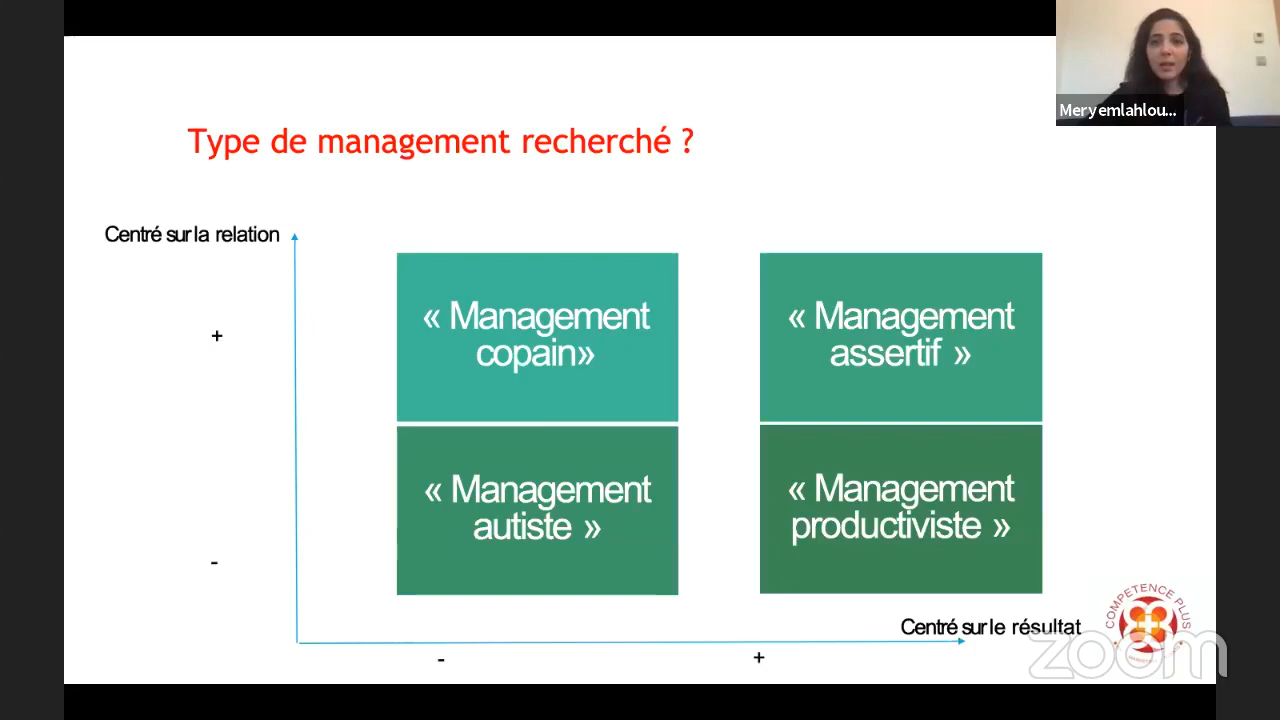 Meryemlahlou...
Type de management recherché ?
Centré sur la relation
+
-
« Management
copain»
« Management
assertif »
« Management
autiste »
« Management
productiviste »
Centré sur le résultat
-
+
COMPETENCE PLUS
zoom